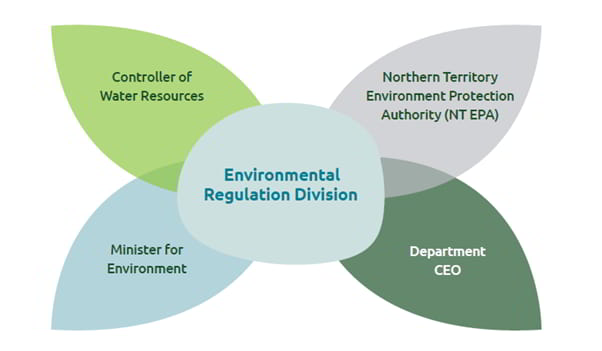 Controller of
Water Resources
Northern Territory
Environment Protection
Authority (NT EPA)
Environmental
Regulation Division
Minister for
Environment
Department
CEO